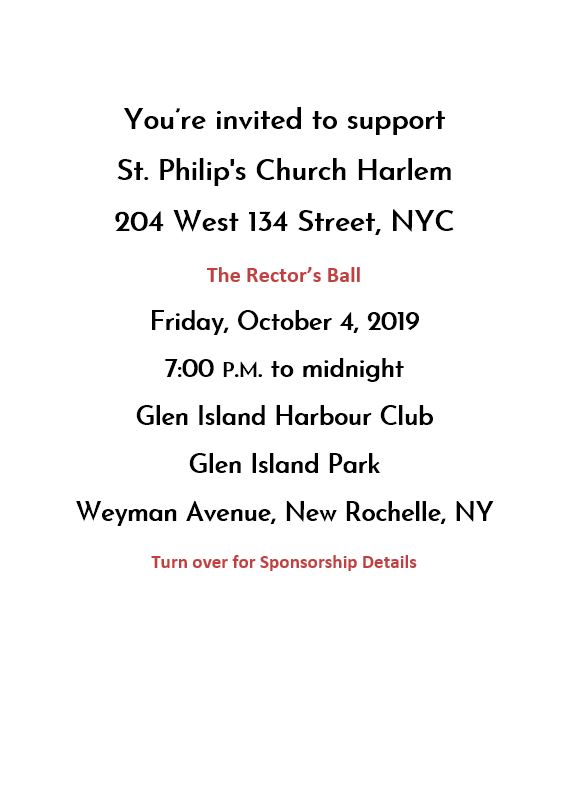 You're invited to support
St. Philip's Church Harlem
204 West 134 Street, NYC
The Rector’s Ball
Friday, October 4, 2019
7:00 P.M. to midnight
Glen Island Harbour Club
Glen Island Park
Weyman Avenue, New Rochelle, NY
Turn over for Sponsorship Details